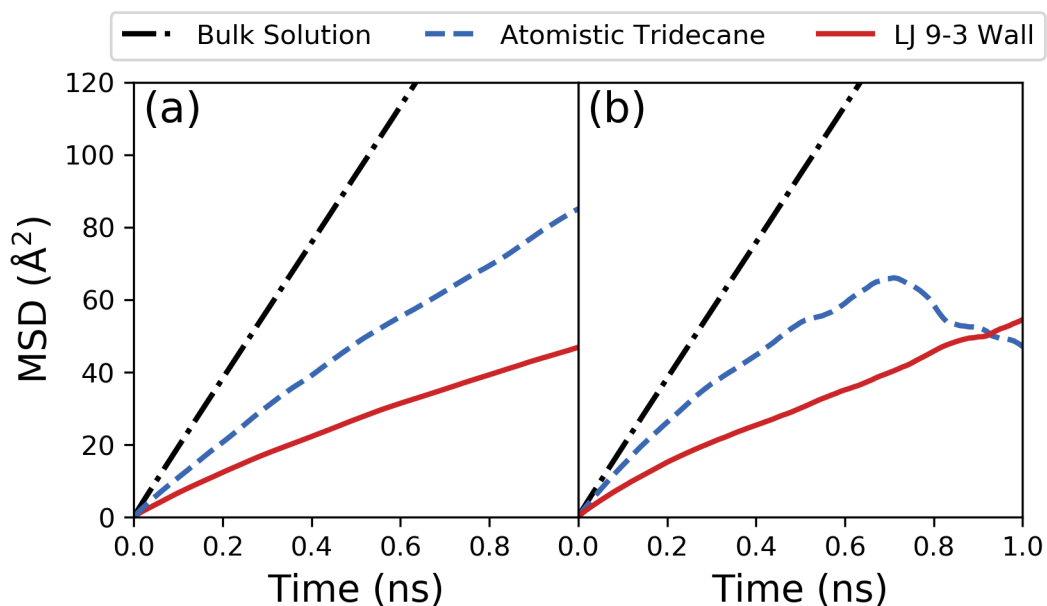 Bulk Solution Atomistic Tridecane LJ 9-3 Wall
(a) (b)
120
100
80
60
40
20
0
MSD (Å²)
0.0 0.2 0.4 0.6 0.8 0.0 0.2 0.4 0.6 0.8 1.0
Time (ns) Time (ns)